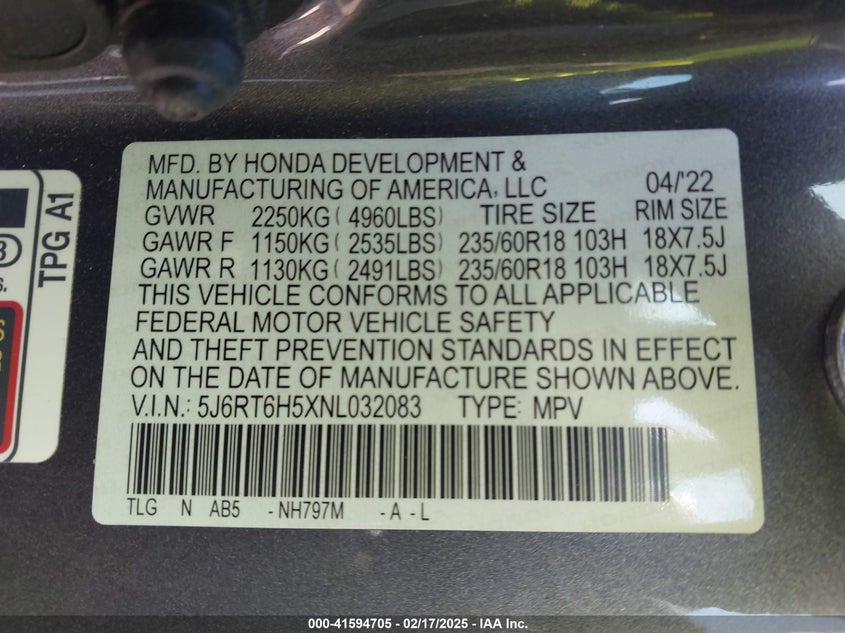 MFD. BY HONDA DEVELOPMENT &
MANUFACTURING OF AMERICA, LLC 04/'22
GVWR 2250KG ( 4960LBS) TIRE SIZE RIM SIZE
GAWR F 1150KG ( 2535LBS) 235/60R18 103H 18X7.5J
GAWR R 1130KG ( 2491LBS) 235/60R18 103H 18X7.5J
THIS VEHICLE CONFORMS TO ALL APPLICABLE
FEDERAL MOTOR VEHICLE SAFETY
AND THEFT PREVENTION STANDARDS IN EFFECT
ON THE DATE OF MANUFACTURE SHOWN ABOVE.
V.I.N.: 5J6RT6H5XNL032083 TYPE: MPV
TLG N AB5 -NH797M -A -L
TPG A1
000-41594705 - 02/17/2025 - IAA Inc.